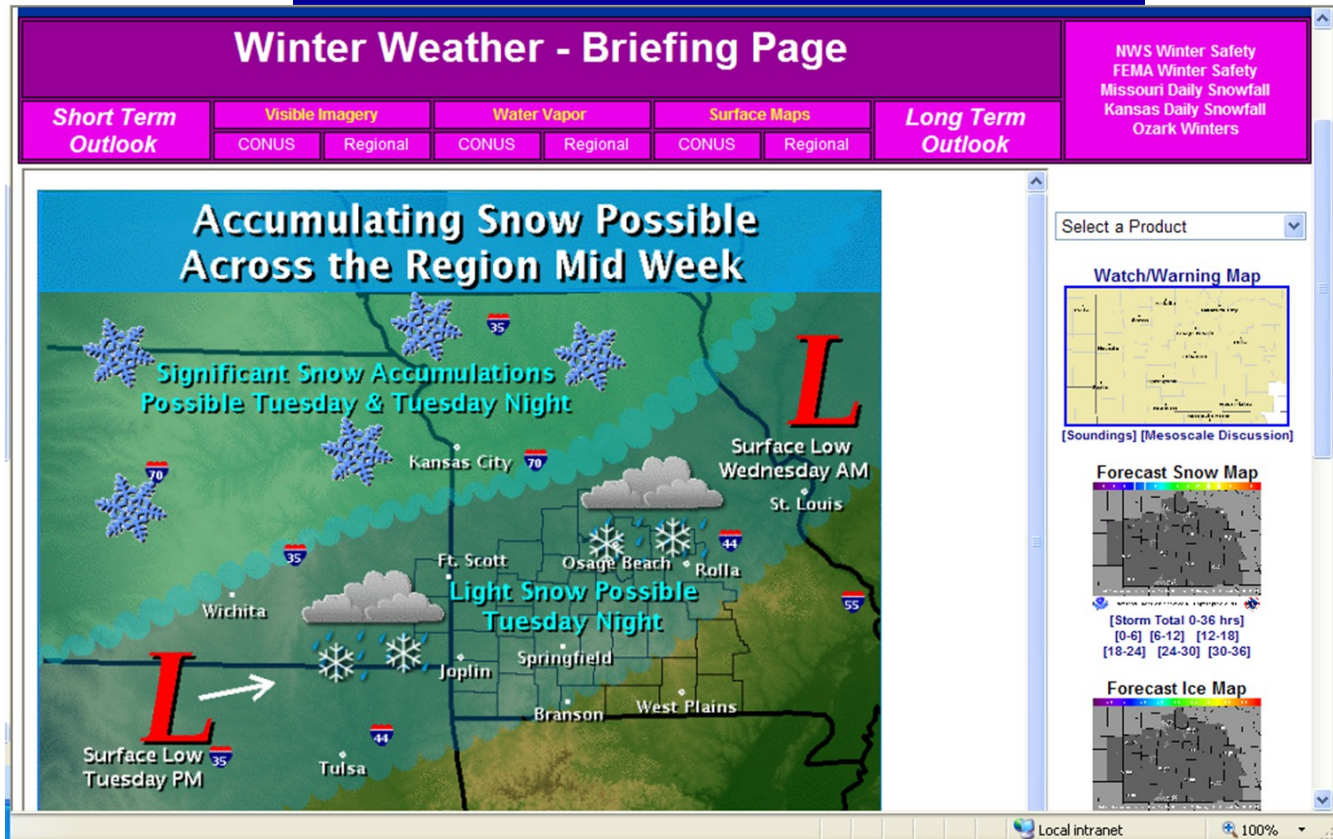 Winter Weather - Briefing Page
NWS Winter Safety
FEMA Winter Safety
Missouri Daily Snowfall
Kansas Daily Snowfall
Ozark Winters
Short Term
Outlook
Visible Imagery
CONUS Regional
Water Vapor
CONUS Regional
Surface Maps
CONUS Regional
Long Term
Outlook
Accumulating Snow Possible
Across the Region Mid Week
35
Significant Snow Accumulations
Possible Tuesday & Tuesday Night
70
Kansas City 70
Surface Low
Wednesday AM
St. Louis
35
Ft. Scott
Osage Beach
44
Rolla
Light Snow Possible
Tuesday Night
55
Wichita
Joplin
Springfield
Branson
West Plains
Surface Low 35
Tuesday PM
44
Tulsa
Select a Product
Watch/Warning Map
[Soundings] [Mesoscale Discussion]
Forecast Snow Map
[Storm Total 0-36 hrs]
[0-6] [6-12] [12-18]
[18-24] [24-30] [30-36]
Forecast Ice Map
Local intranet
100%